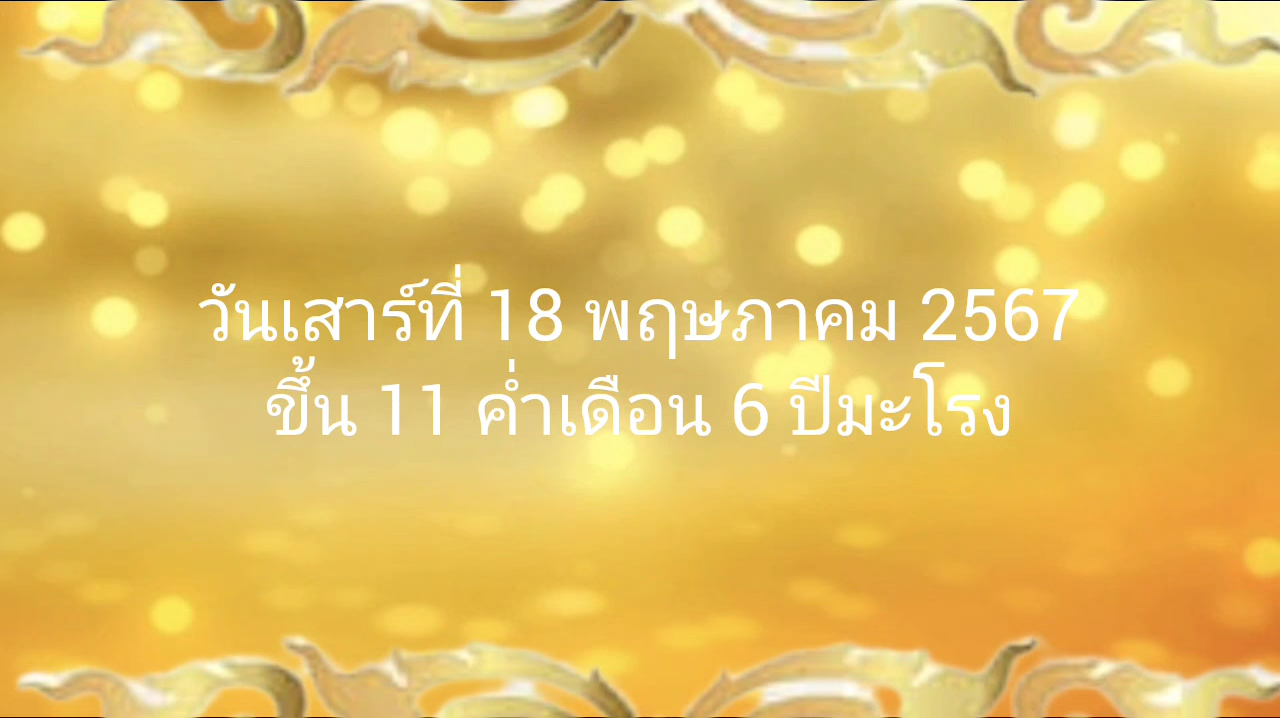 วันเสาร์ที่ 18 พฤษภาคม 2567
ขึ้น 11 ค่ำเดือน 6 ปีมะโรง